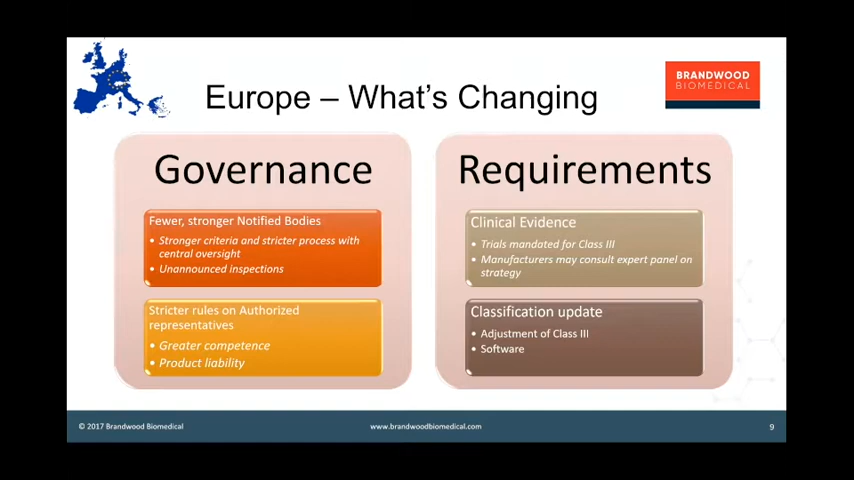 Europe – What's Changing
BRANDWOOD
BIOMEDICAL
Governance
Fewer, stronger Notified Bodies
• Stronger criteria and stricter process with
central oversight
• Unannounced inspections
Stricter rules on Authorized
representatives
• Greater competence
• Product liability
Requirements
Clinical Evidence
• Trials mandated for Class III
• Manufacturers may consult expert panel on
strategy
Classification update
• Adjustment of Class III
• Software
© 2017 Brandwood Biomedical
www.brandwoodbiomedical.com
9